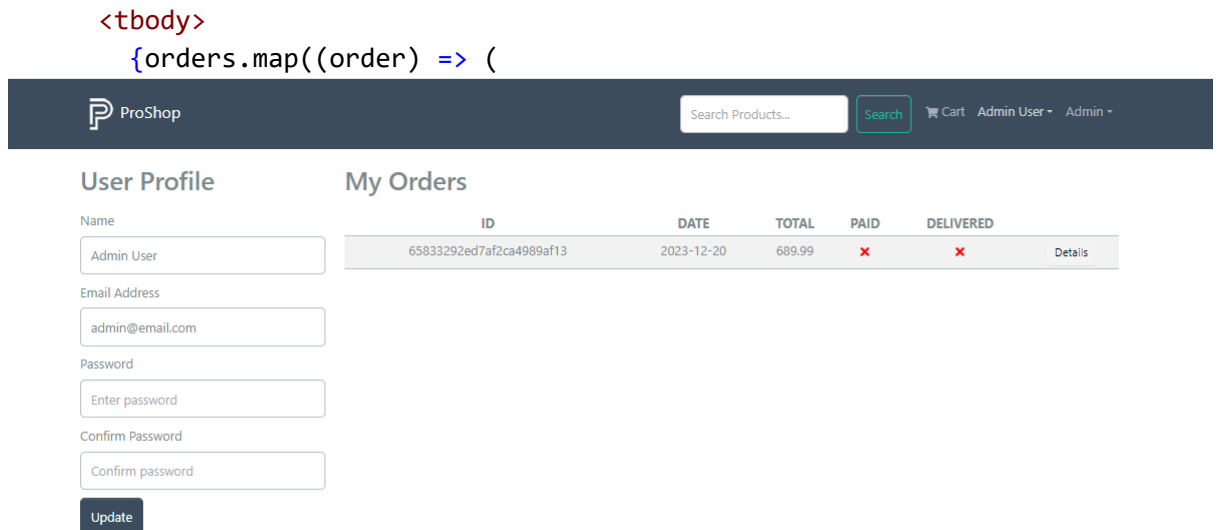 <tbody>
{orders.map((order) => (
ProShop Search Products... Search Cart Admin User Admin
User Profile My Orders
Name ID DATE TOTAL PAID DELIVERED
Admin User 65833292ed7af2ca4989af13 2023-12-20 689.99 Details
Email Address
admin@email.com
Password
Enter password
Confirm Password
Confirm password
Update